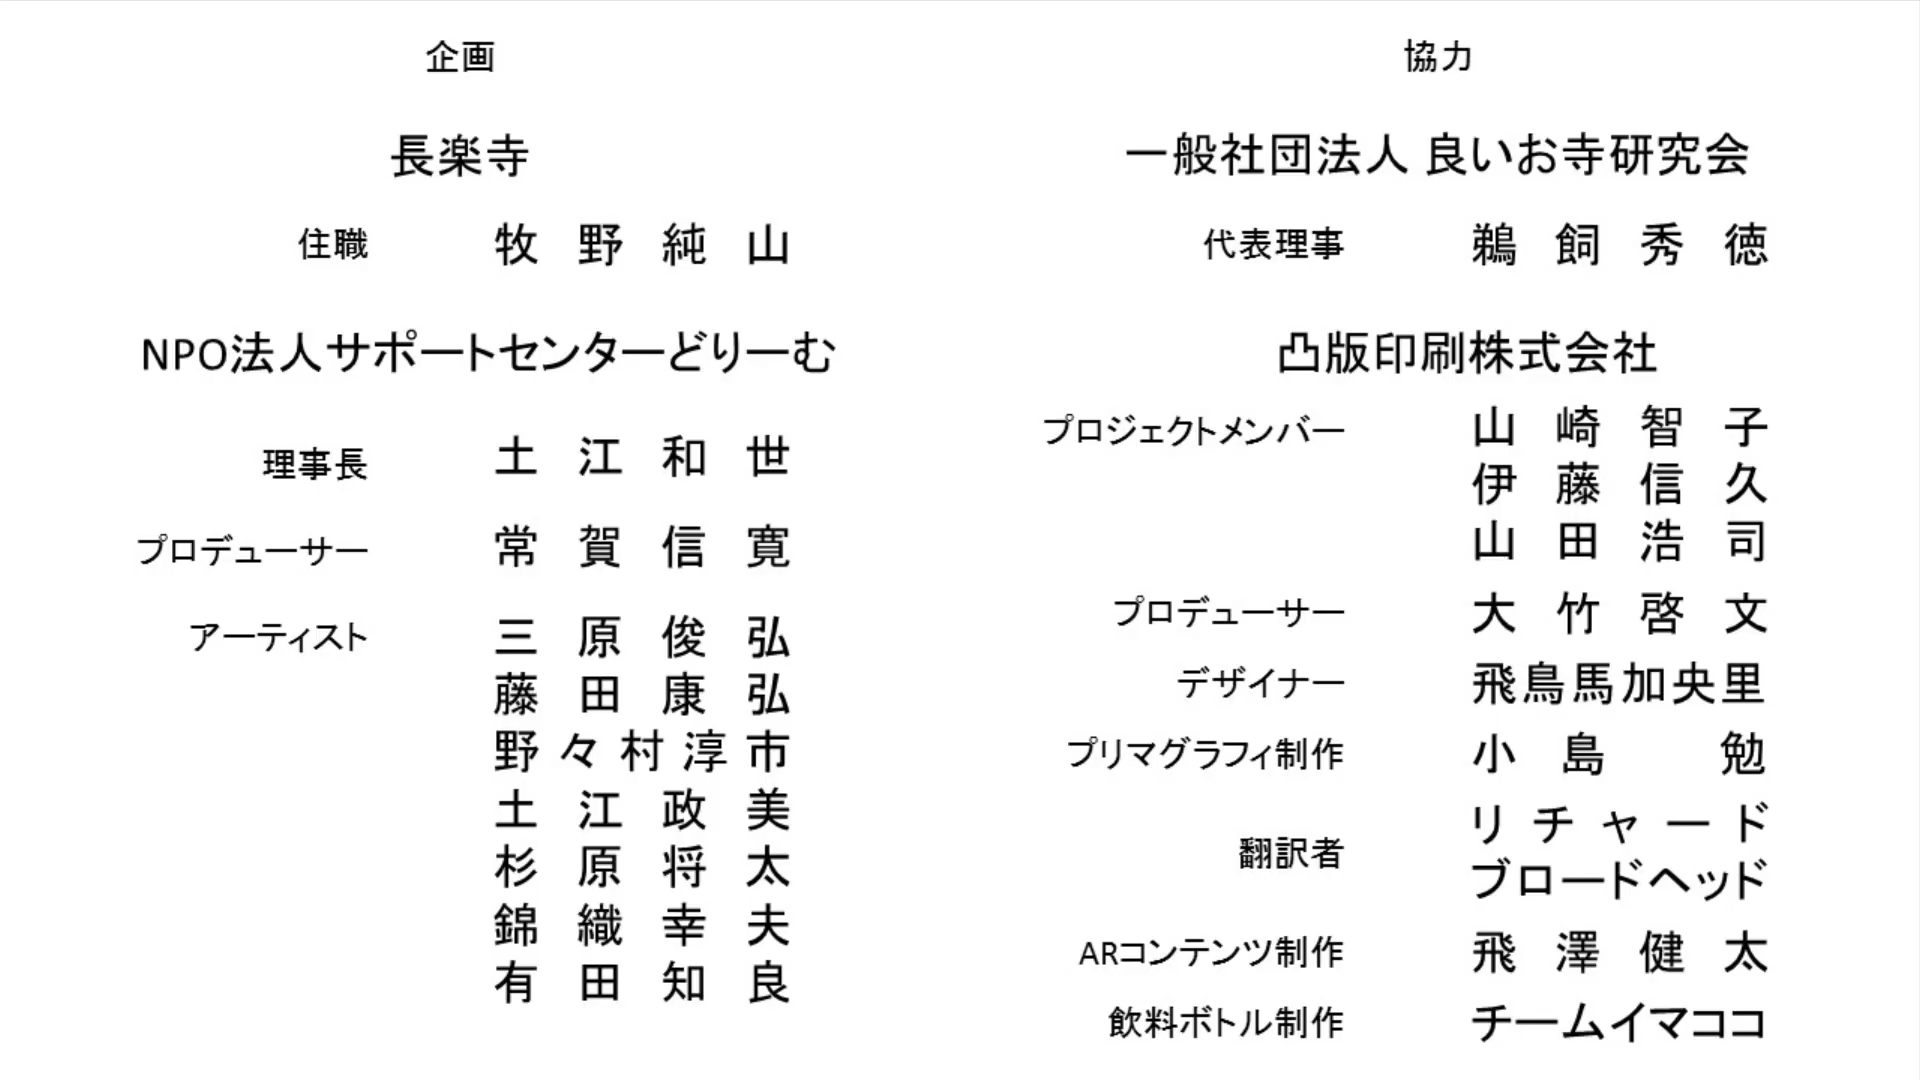 企画
長楽寺
住職 牧野純山
NPO法人サポートセンターどりーむ
理事長 土江和世
プロデューサー 常賀信寛
アーティスト 三原俊弘
藤田康弘
野々村淳市
土江政美
杉原将太
錦織幸夫
有田知良
協力
一般社団法人 良いお寺研究会
代表理事 鵜飼秀徳
凸版印刷株式会社
プロジェクトメンバー 山崎智子
伊藤信久
山田浩司
プロデューサー 大竹啓文
デザイナー 飛鳥馬加央里
プリマグラフィ制作 小島 勉
翻訳者 リチャード
ブロードヘッド
ARコンテンツ制作 飛澤健太
飲料ボトル制作 チームイマココ